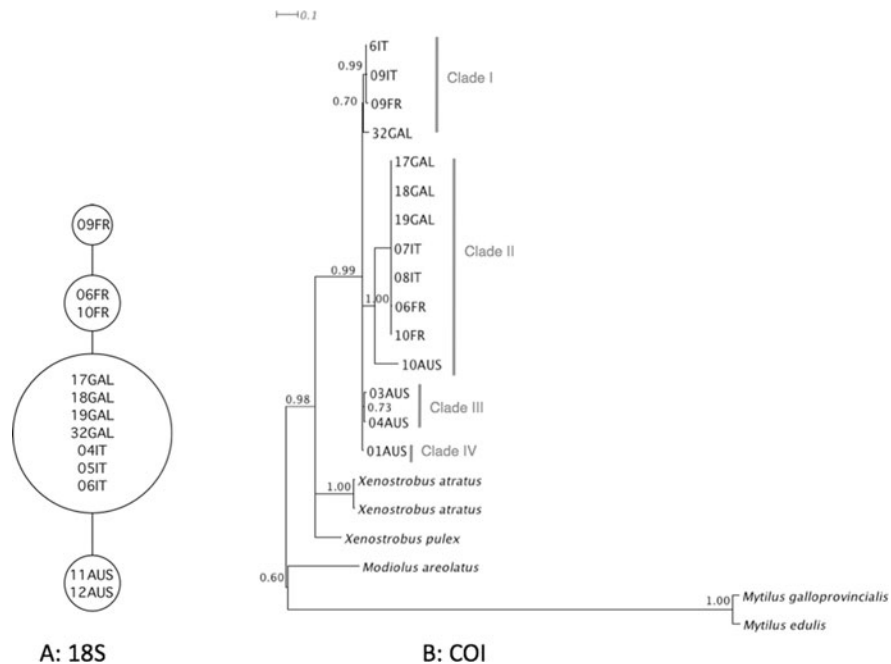 0.1
6IT
0.99
09IT
Clade I
0.70
09FR
32GAL
17GAL
18GAL
19GAL
07IT
Clade II
0.99
08IT
1.00
06FR
10FR
10AUS
03AUS
0.73
Clade III
0.98
04AUS
01AUS
Clade IV
Xenostrobus atratus
1.00
Xenostrobus atratus
Xenostrobus pulex
Modiolus areolatus
0.60
1.00
Mytilus galloprovincialis
Mytilus edulis
09FR
06FR
10FR
17GAL
18GAL
19GAL
32GAL
04IT
05IT
06IT
11AUS
12AUS
A: 18S
B: COI